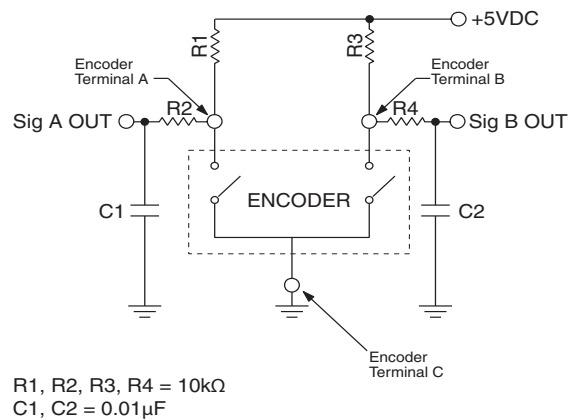 +5VDC
R1
R3
Encoder
Terminal A
Encoder
Terminal B
R2
R4
Sig A OUT
Sig B OUT
ENCODER
C1
C2
Encoder
Terminal C
R1, R2, R3, R4 = 10kΩ
C1, C2 = 0.01µF